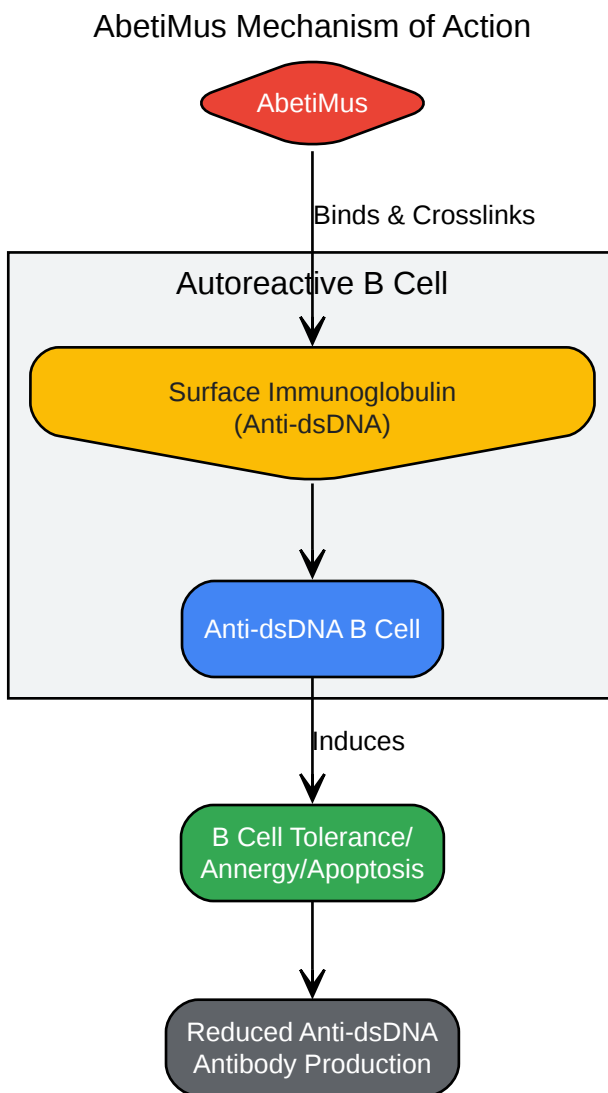 AbetiMus Mechanism of Action
AbetiMus
Binds & Crosslinks
Autoreactive B Cell
Surface Immunoglobulin
(Anti-dsDNA)
Anti-dsDNA B Cell
Induces
B Cell Tolerance/
Annergy/Apoptosis
Reduced Anti-dsDNA
Antibody Production